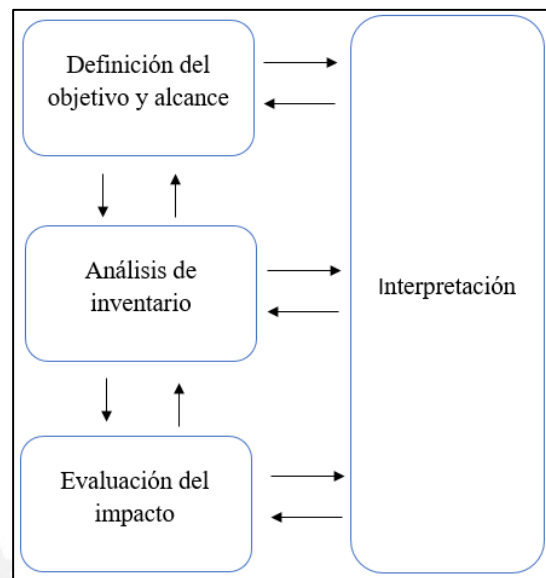 Definición del
objetivo y alcance
Análisis de
inventario
Interpretación
Evaluación del
impacto